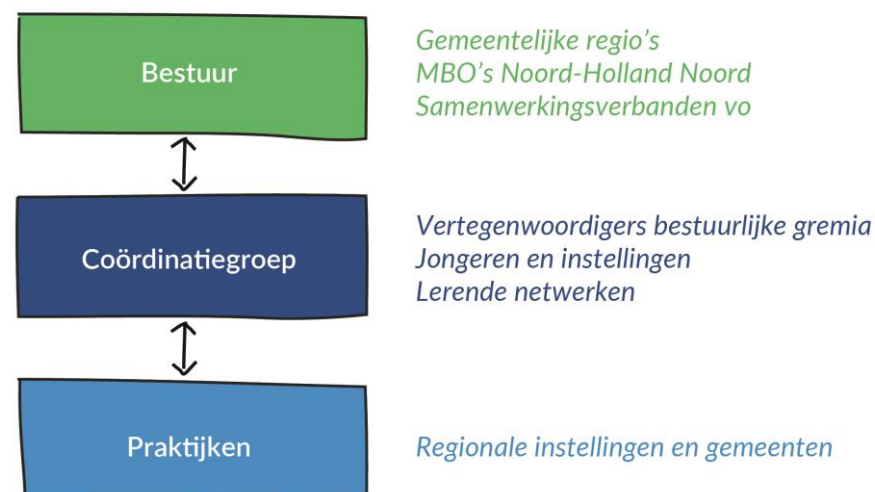 Bestuur
Gemeentelijke regio's
MBO's Noord-Holland Noord
Samenwerkingsverbanden vo
Coördinatiegroep
Vertegenwoordigers bestuurlijke gremia
Jongeren en instellingen
Lerende netwerken
Praktijken
Regionale instellingen en gemeenten